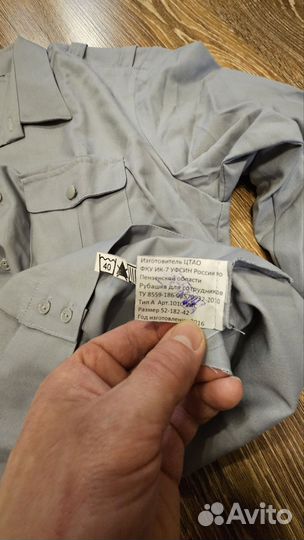 Изготовитель ЦТАО
ФКУ ИК-7 УФСИН России по
Пензенской области
Рубашка для сотрудников
ТУ 8559-186-
Тип А Арт.
Размер 52-182-42
Год изготовления 2016
40
Avito